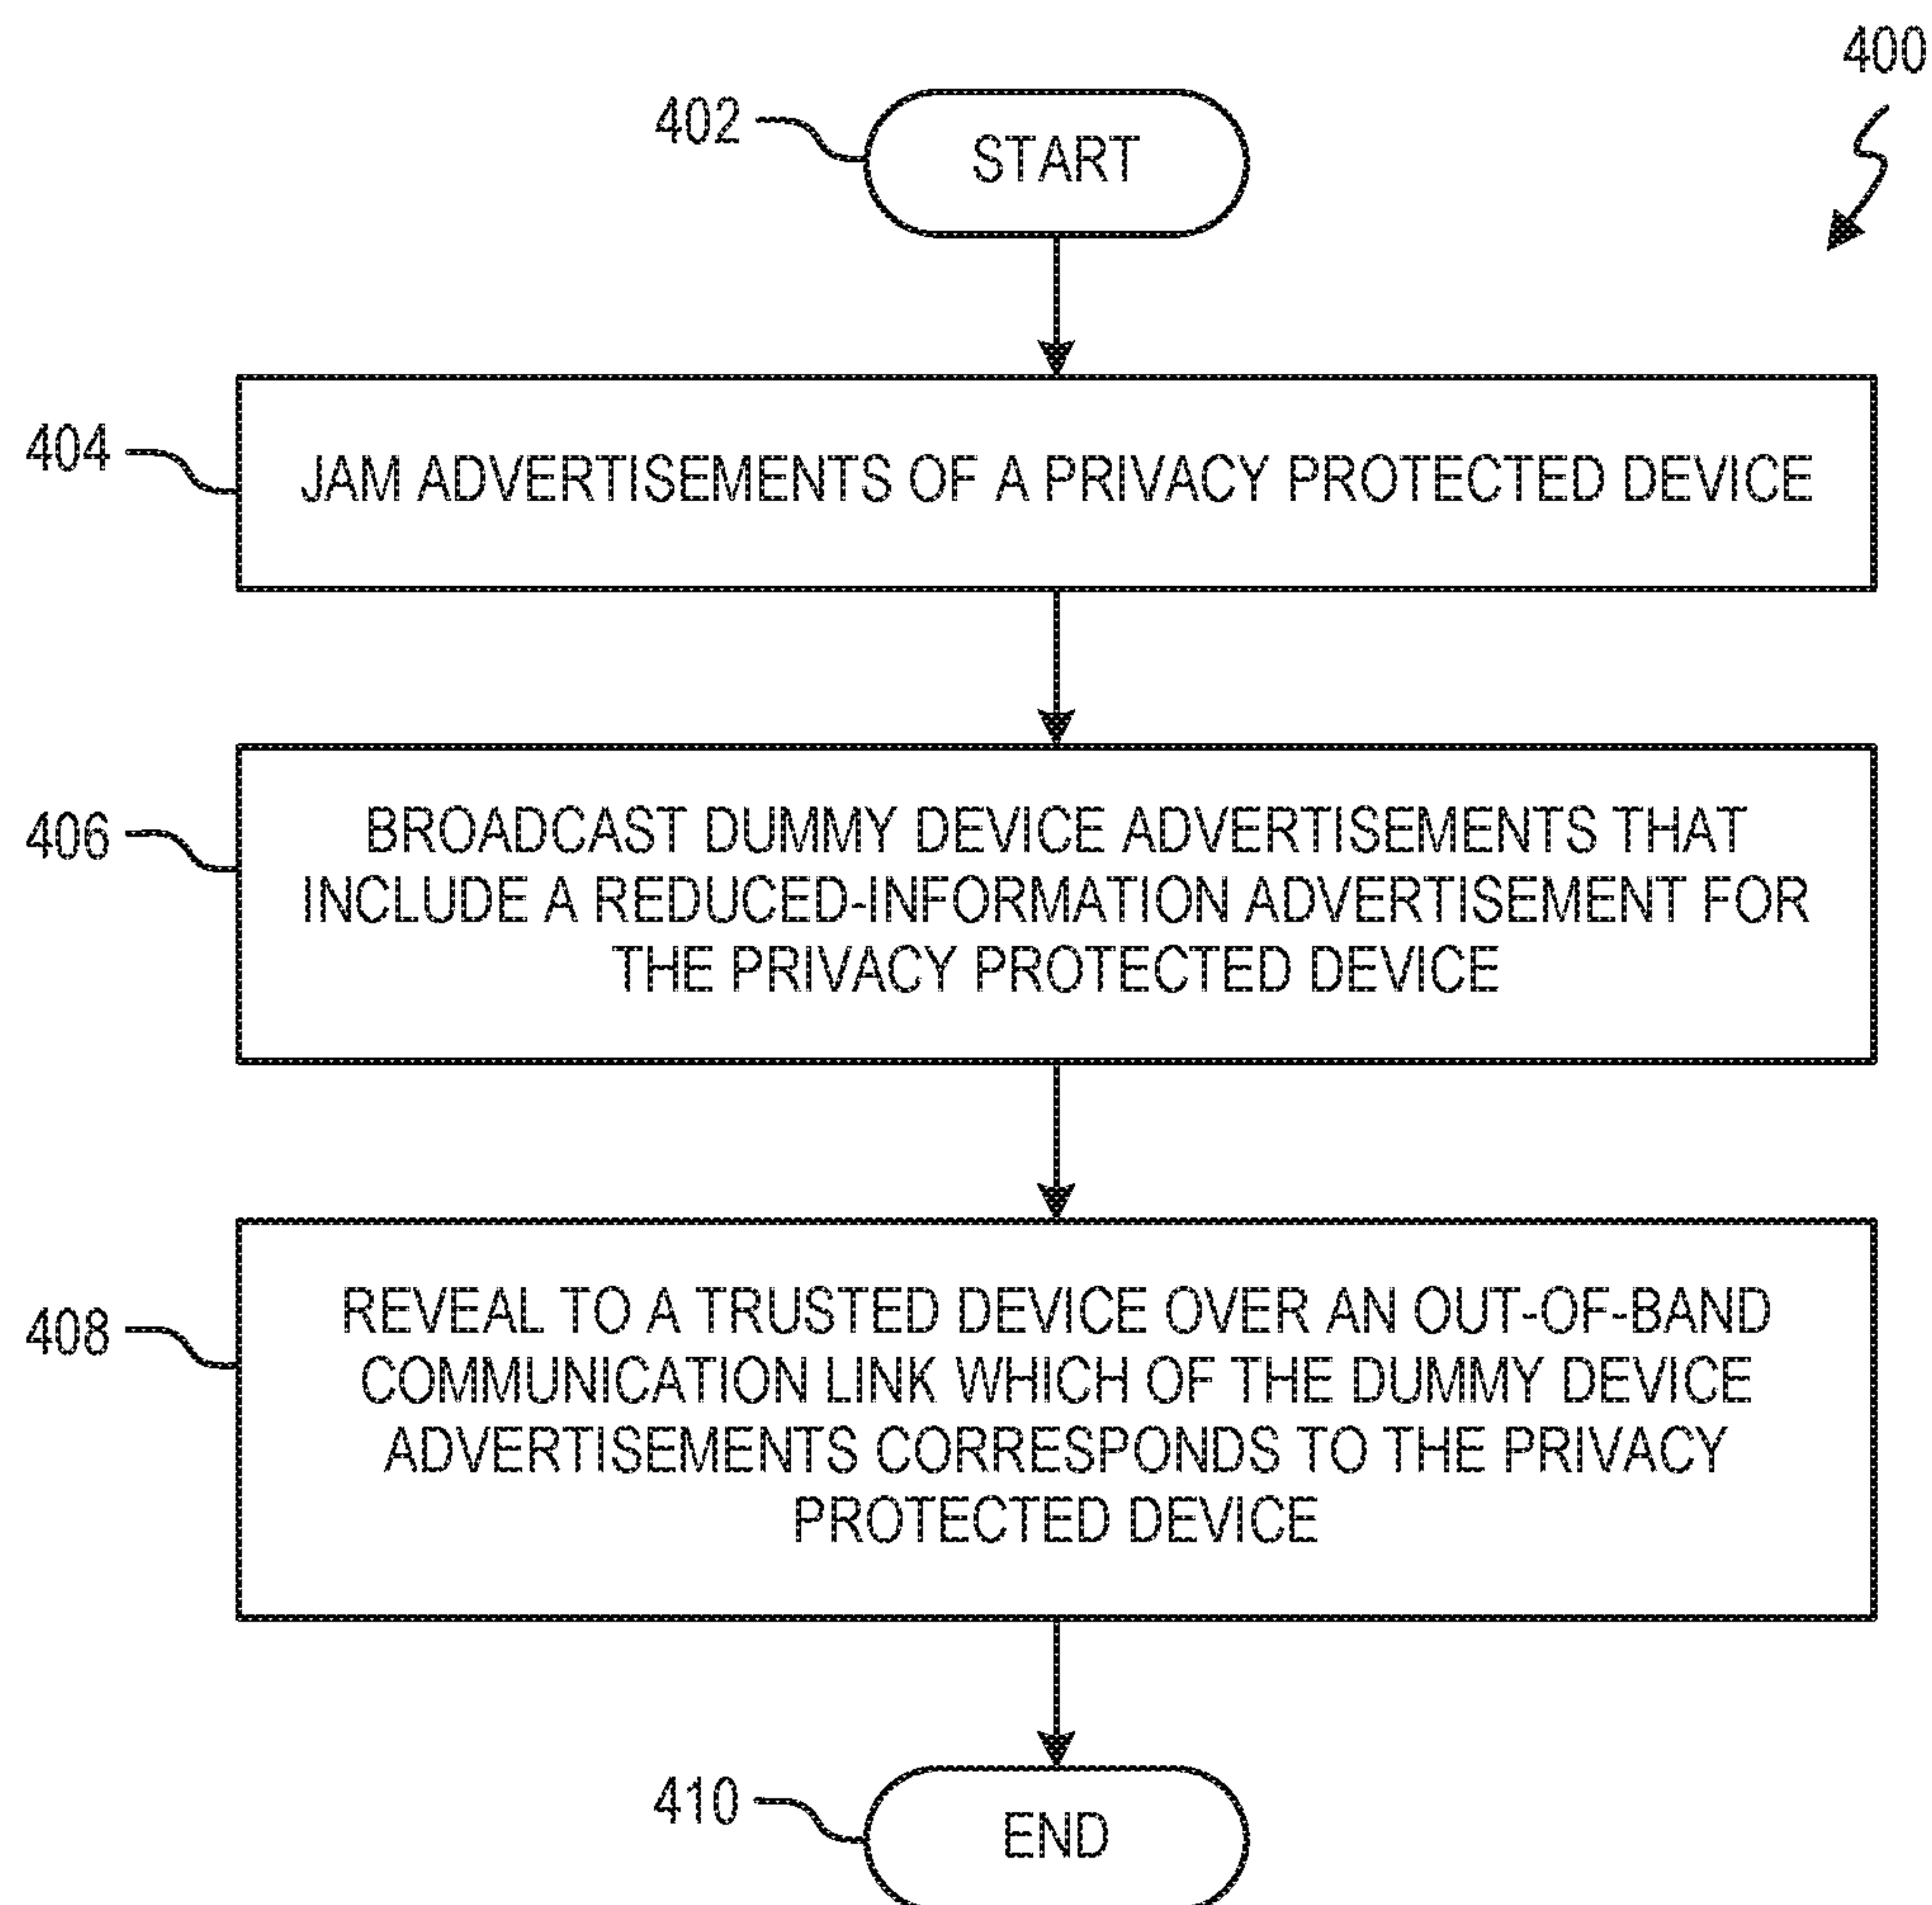 400
402
START
404
JAM ADVERTISEMENTS OF A PRIVACY PROTECTED DEVICE
406
BROADCAST DUMMY DEVICE ADVERTISEMENTS THAT
INCLUDE A REDUCED-INFORMATION ADVERTISEMENT FOR
THE PRIVACY PROTECTED DEVICE
408
REVEAL TO A TRUSTED DEVICE OVER AN OUT-OF-BAND
COMMUNICATION LINK WHICH OF THE DUMMY DEVICE
ADVERTISEMENTS CORRESPONDS TO THE PRIVACY
PROTECTED DEVICE
410
END